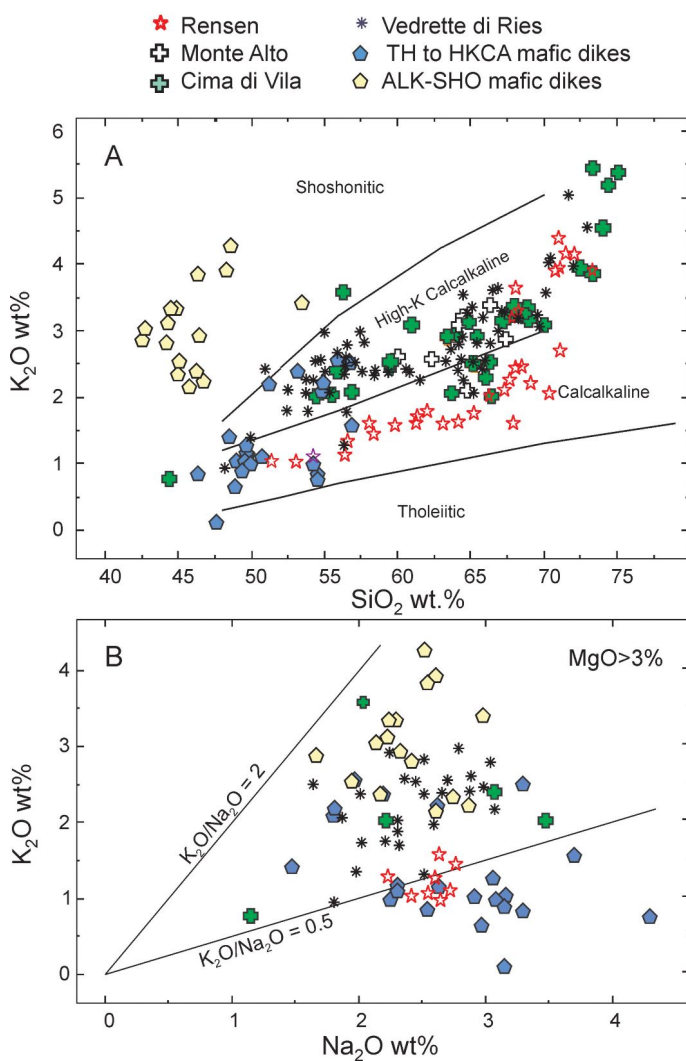 Rensen
Vedrette di Ries
Monte Alto
TH to HKCA mafic dikes
Cima di Vila
ALK-SHO mafic dikes
A
6
5
4
3
2
1
0
K2O wt%
Shoshonitic
High-K Calcalkaline
Calcalkaline
Tholeiitic
40 45 50 55 60 65 70 75
SiO2 wt.%
B
MgO>3%
4
3
2
1
0
K2O wt%
K2O/Na2O = 2
K2O/Na2O = 0.5
0 1 2 3 4
Na2O wt%